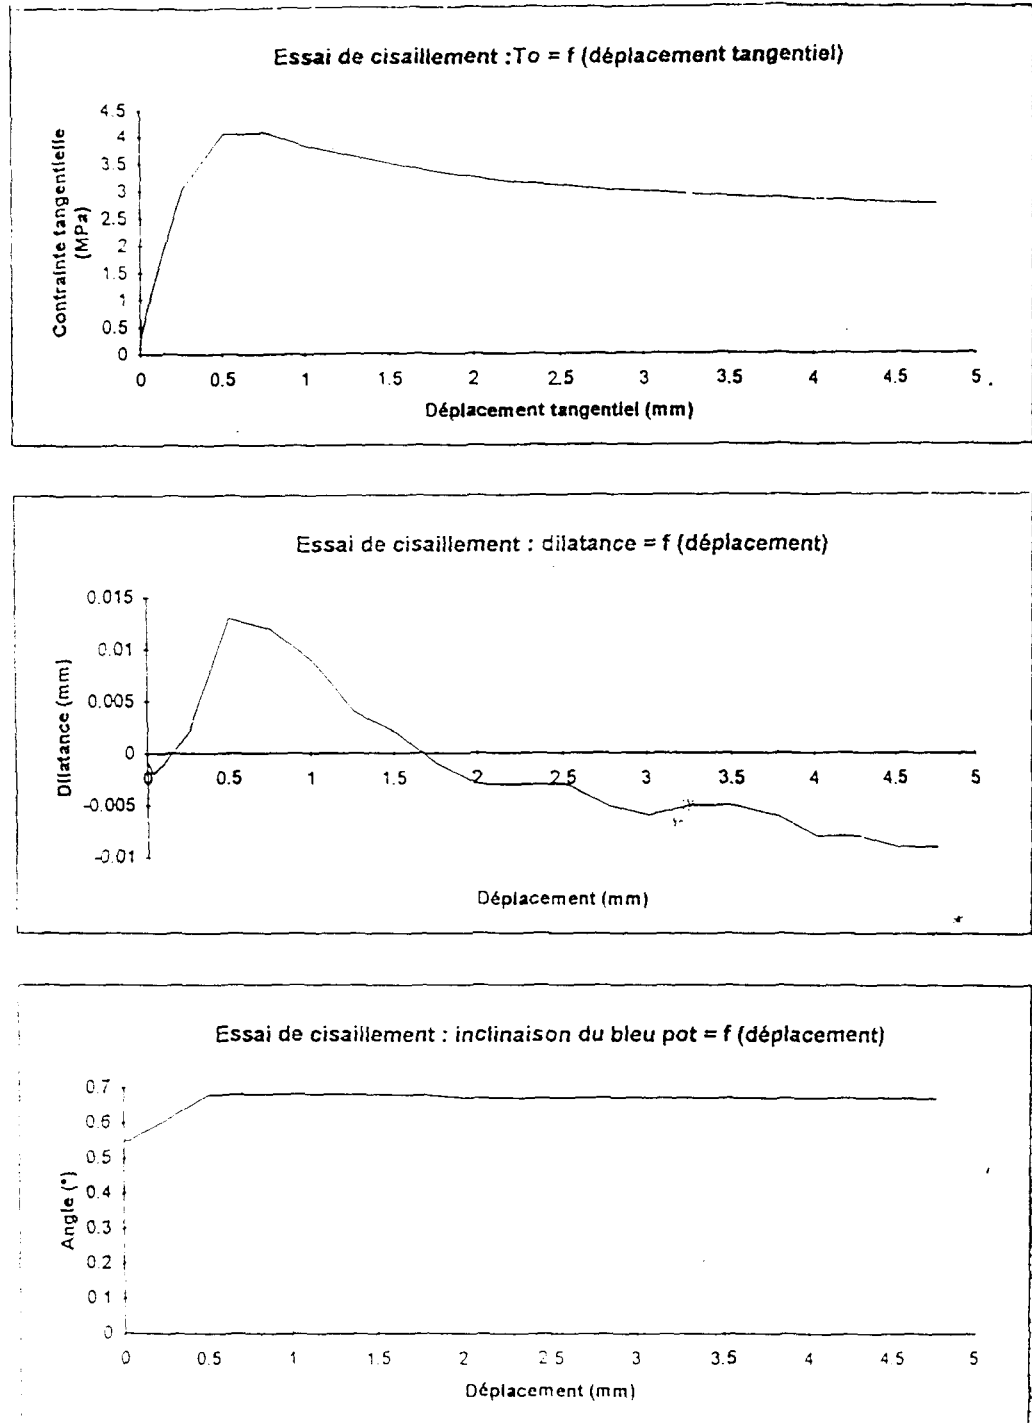 Essai de cisaillement :To = f (déplacement tangentiel)
Contrainte tangentielle
(MPa)
4.5
4
3.5
3
2.5
2
1.5
1
0.5
0
0 0.5 1 1.5 2 2.5 3 3.5 4 4.5 5
Déplacement tangentiel (mm)
Essai de cisaillement : dilatance = f (déplacement)
Dilatance (mm)
0.015
0.01
0.005
0
-0.005
-0.01
0 0.5 1 1.5 2 2.5 3 3.5 4 4.5 5
Déplacement (mm)
Essai de cisaillement : inclinaison du bleu pot = f (déplacement)
Angle (°)
0.7
0.6
0.5
0.4
0.3
0.2
0.1
0
0 0.5 1 1.5 2 2.5 3 3.5 4 4.5 5
Déplacement (mm)